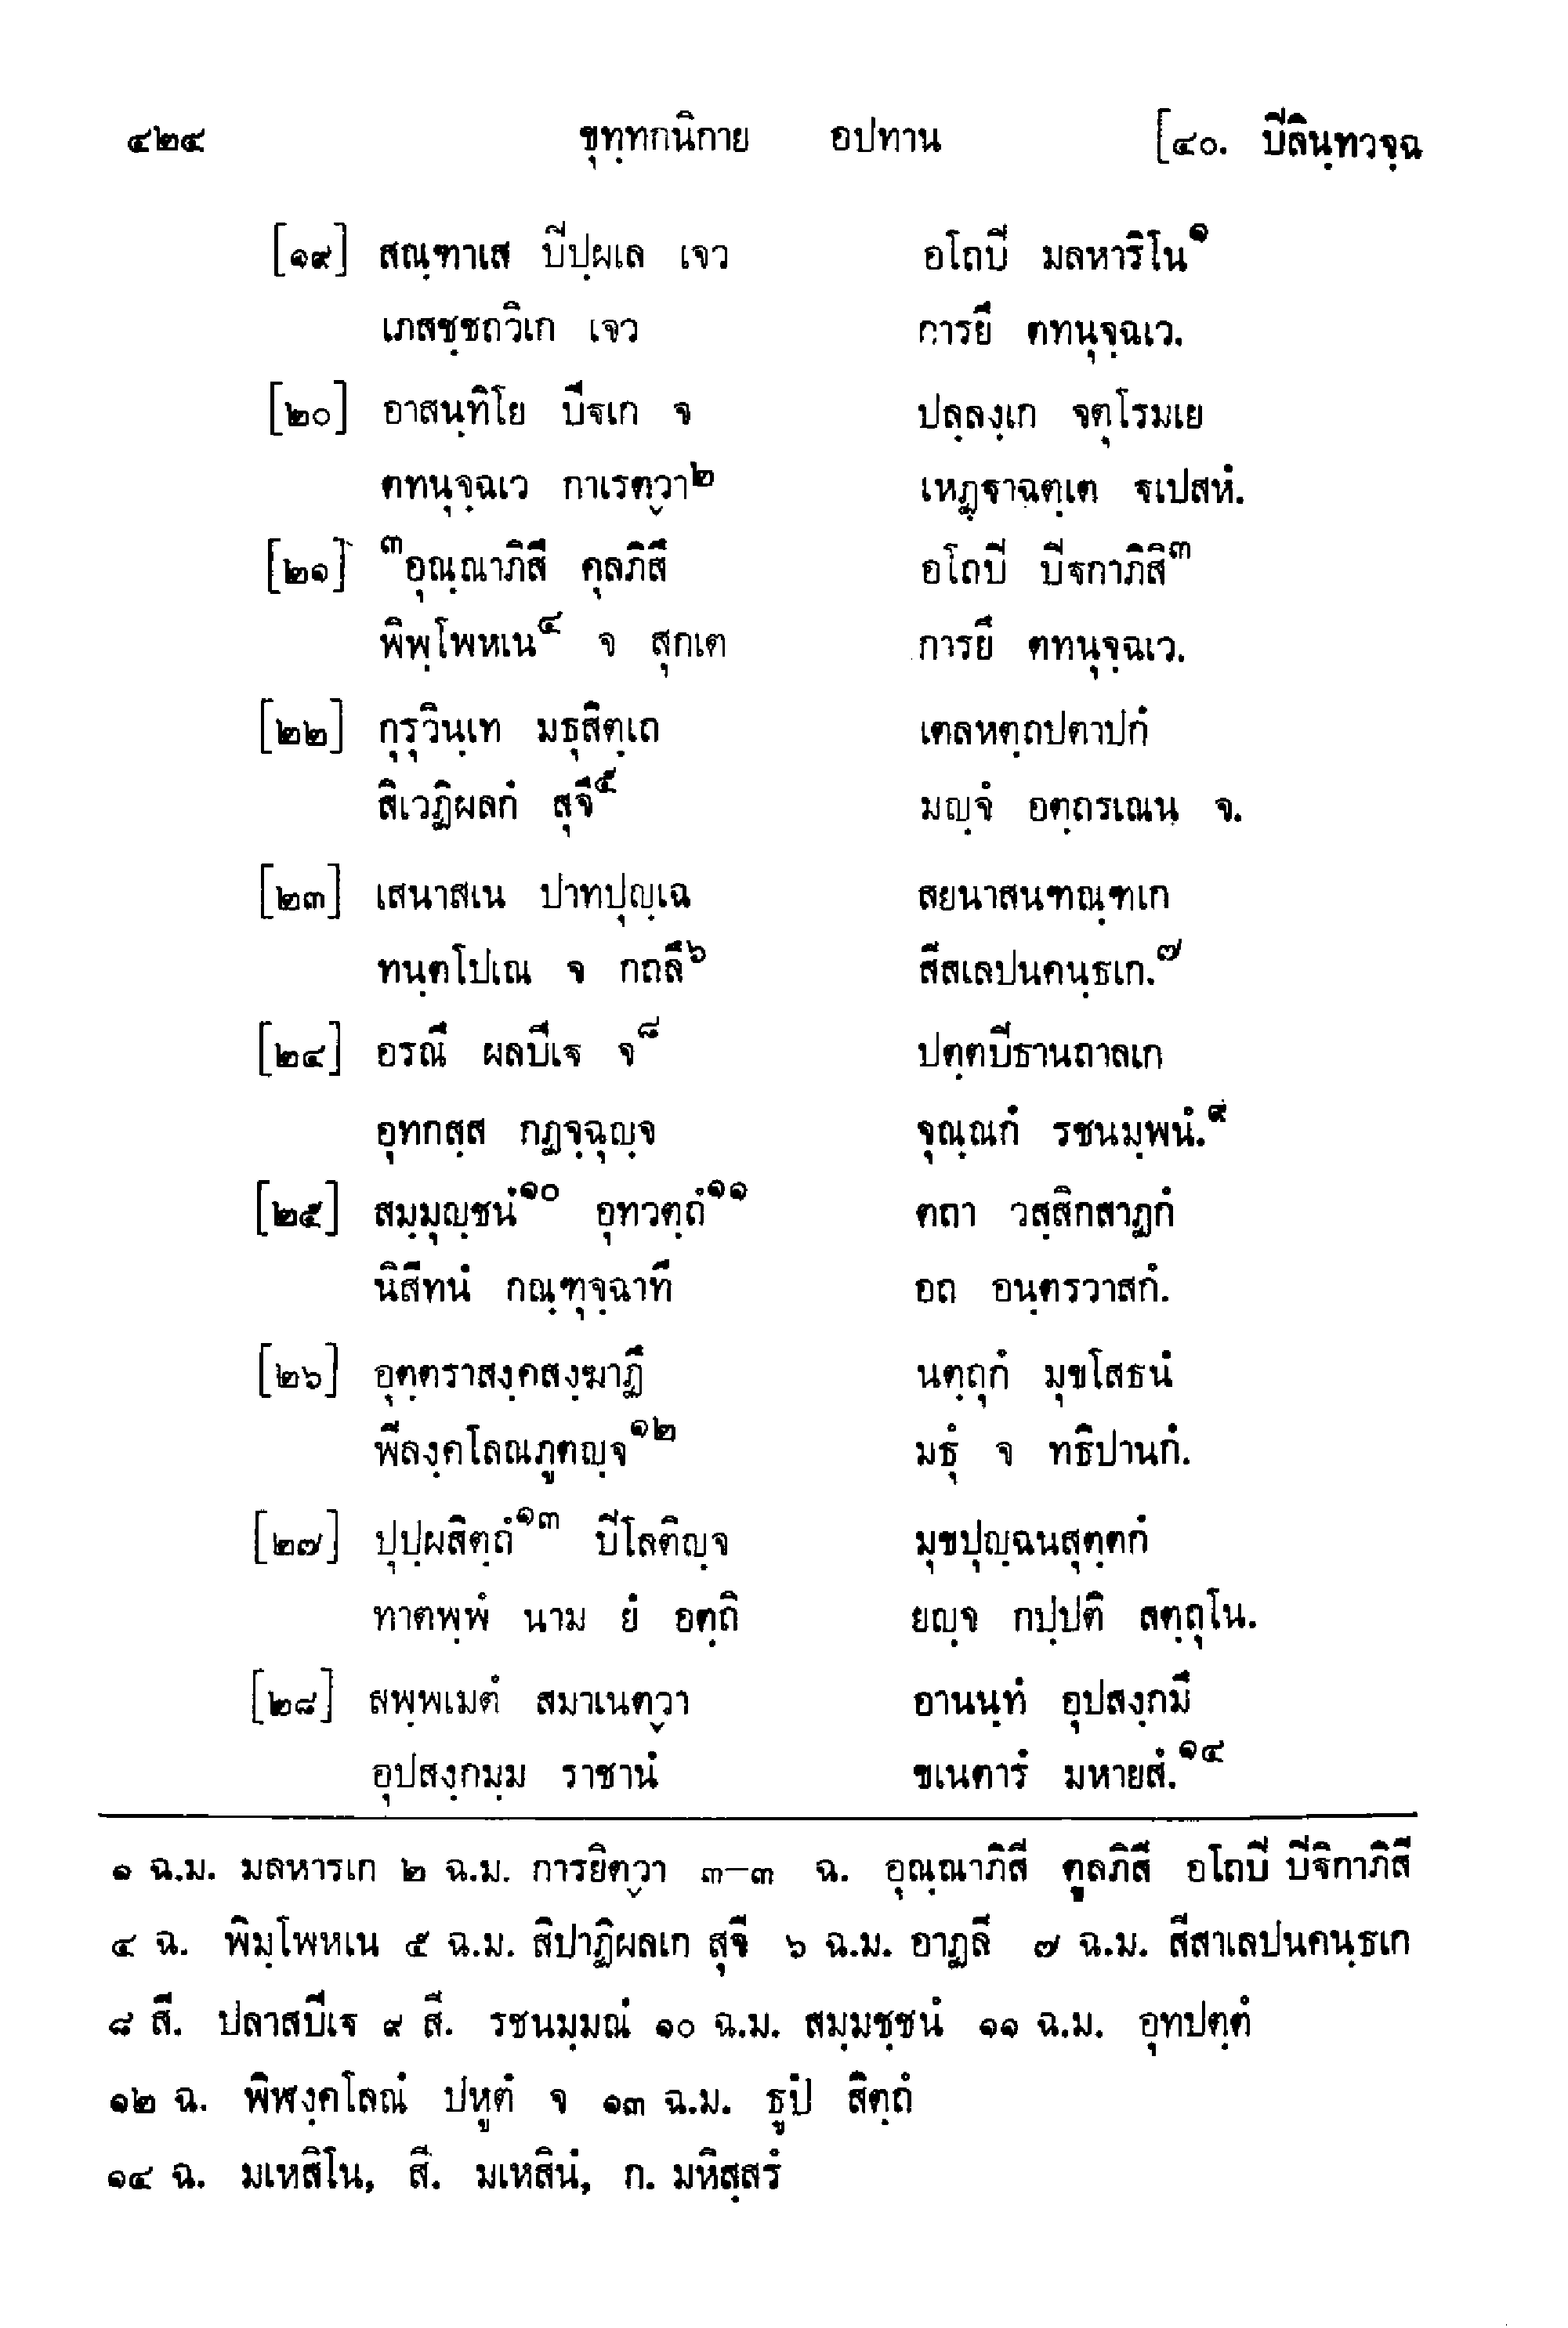 ๔๒๔ ขุทฺทกนิกาย อปทาน [๔๐. ปิลินฺทวจฺฉ
[๑๙] สณฺฑาเส ปิปฺผเล เจว อโถปิ มลหาริโน๑
เภสชฺชถวิเก เจว การยึ ตทนุจฺฉเว.
[๒๐] อาสนฺทิโย ปีฐเก จ ปลฺลงฺเก จตุโรมเย
ตทนุจฺฉเว กาเรตฺวา๒ เหฏฺฐาฉตฺเต ฐเปสหํ.
[๒๑] ๓อุณฺณาภิสี ตุลภิสี อโถปิ ปีฐกาภิสิ๓
พิพฺโพหเน๔ จ สุกเต การยึ ตทนุจฺฉเว.
[๒๒] กุรุวินฺเท มธุสิตฺเถ เตลหตฺถปตาปกํ
สิเวฏิผลกํ สุจี๕ มญฺจํ อตฺถรเณน จ.
[๒๓] เสนาสเน ปาทปุญฺเฉ สยนาสนทณฺฑเก
ทนฺตโปเณ จ กถลึ๖ สีสเลปนคนฺธเก.๗
[๒๔] อรณี ผลปีเฐ จ๘ ปตฺตปิธานถาลเก
อุทกสฺส กฏจฺฉุญฺจ จุณฺณกํ รชนมฺพนํ.๙
[๒๕] สมฺมุญฺชนํ๑๐ อุทวตฺถํ๑๑ ตถา วสฺสิกสาฏกํ
นิสีทนํ กณฺฑุจฺฉาทึ อถ อนฺตรวาสกํ.
[๒๖] อุตฺตราสงฺคสงฺฆาฏึ นตฺถุกํ มุขโสธนํ
พิลงฺคโลณภูตญฺจ๑๒ มธุํ จ ทธิปานกํ.
[๒๗] ปุปฺผสิตฺถํ๑๓ ปิโลติญฺจ มุขปุญฺฉนสุตฺตกํ
ทาตพฺพํ นาม ยํ อตฺถิ ยญฺจ กปฺปติ สตฺถุโน.
[๒๘] สพฺพเมตํ สมาเนตฺวา อานนฺทํ อุปสงฺกมึ
อุปสงฺกมฺม ราชานํ ชเนตารํ มหายสํ.๑๔
๑ ฉ.ม. มลหารเก ๒ ฉ.ม. การยิตฺวา ๓-๓ ฉ. อุณฺณาภิสี ตูลภิสี อโถปิ ปีฐิกาภิสี
๔ ฉ. พิมฺโพหเน ๕ ฉ.ม. สิปาฏิผลเก สุจี ๖ ฉ.ม. อาฏลึ ๗ ฉ.ม. สีสาเลปนคนฺธเก
๘ สี. ปลาสปีเฐ ๙ สี. รชนมฺมณํ ๑๐ ฉ.ม. สมฺมชฺชนํ ๑๑ ฉ.ม. อุทปตฺตํ
๑๒ ฉ. พิฬงฺคโลณํ ปหูตํ จ ๑๓ ฉ.ม. ธูปํ สิตฺถํ
๑๔ ฉ. มเหสิโน, สี. มเหสินํ, ก. มหิสฺสรํ